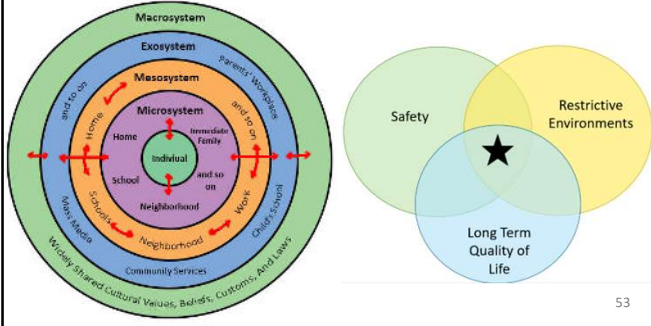 Macrosystem
Exosystem
and so on
Parents' Workplace
Mesosystem
Home
and so on
Microsystem
Home
Immediate
Family
Indiviual
School
and so
on
Neighborhood
Schools
Work
Neighborhood
Mass Media
Child's School
Community Services
Widely Shared Cultural Values, Beliefs, Customs, And Laws
Safety
Restrictive
Environments
Long Term
Quality of
Life
53